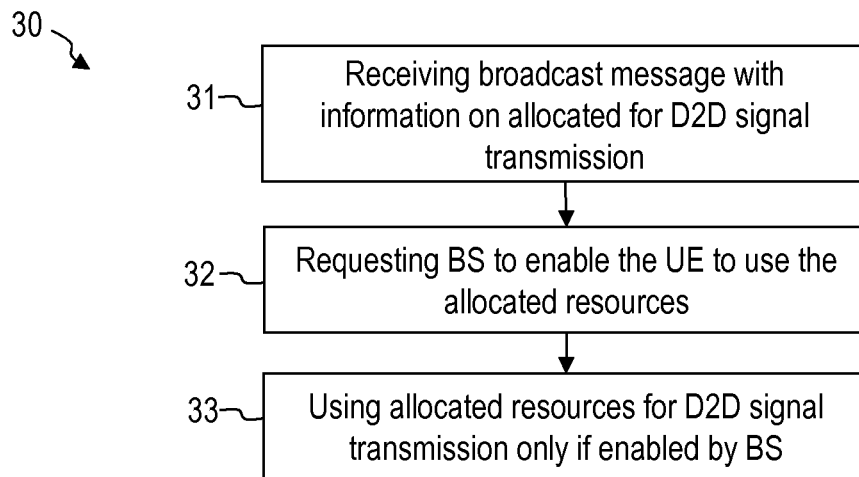 30
31
Receiving broadcast message with
information on allocated for D2D signal
transmission
32
Requesting BS to enable the UE to use the
allocated resources
33
Using allocated resources for D2D signal
transmission only if enabled by BS